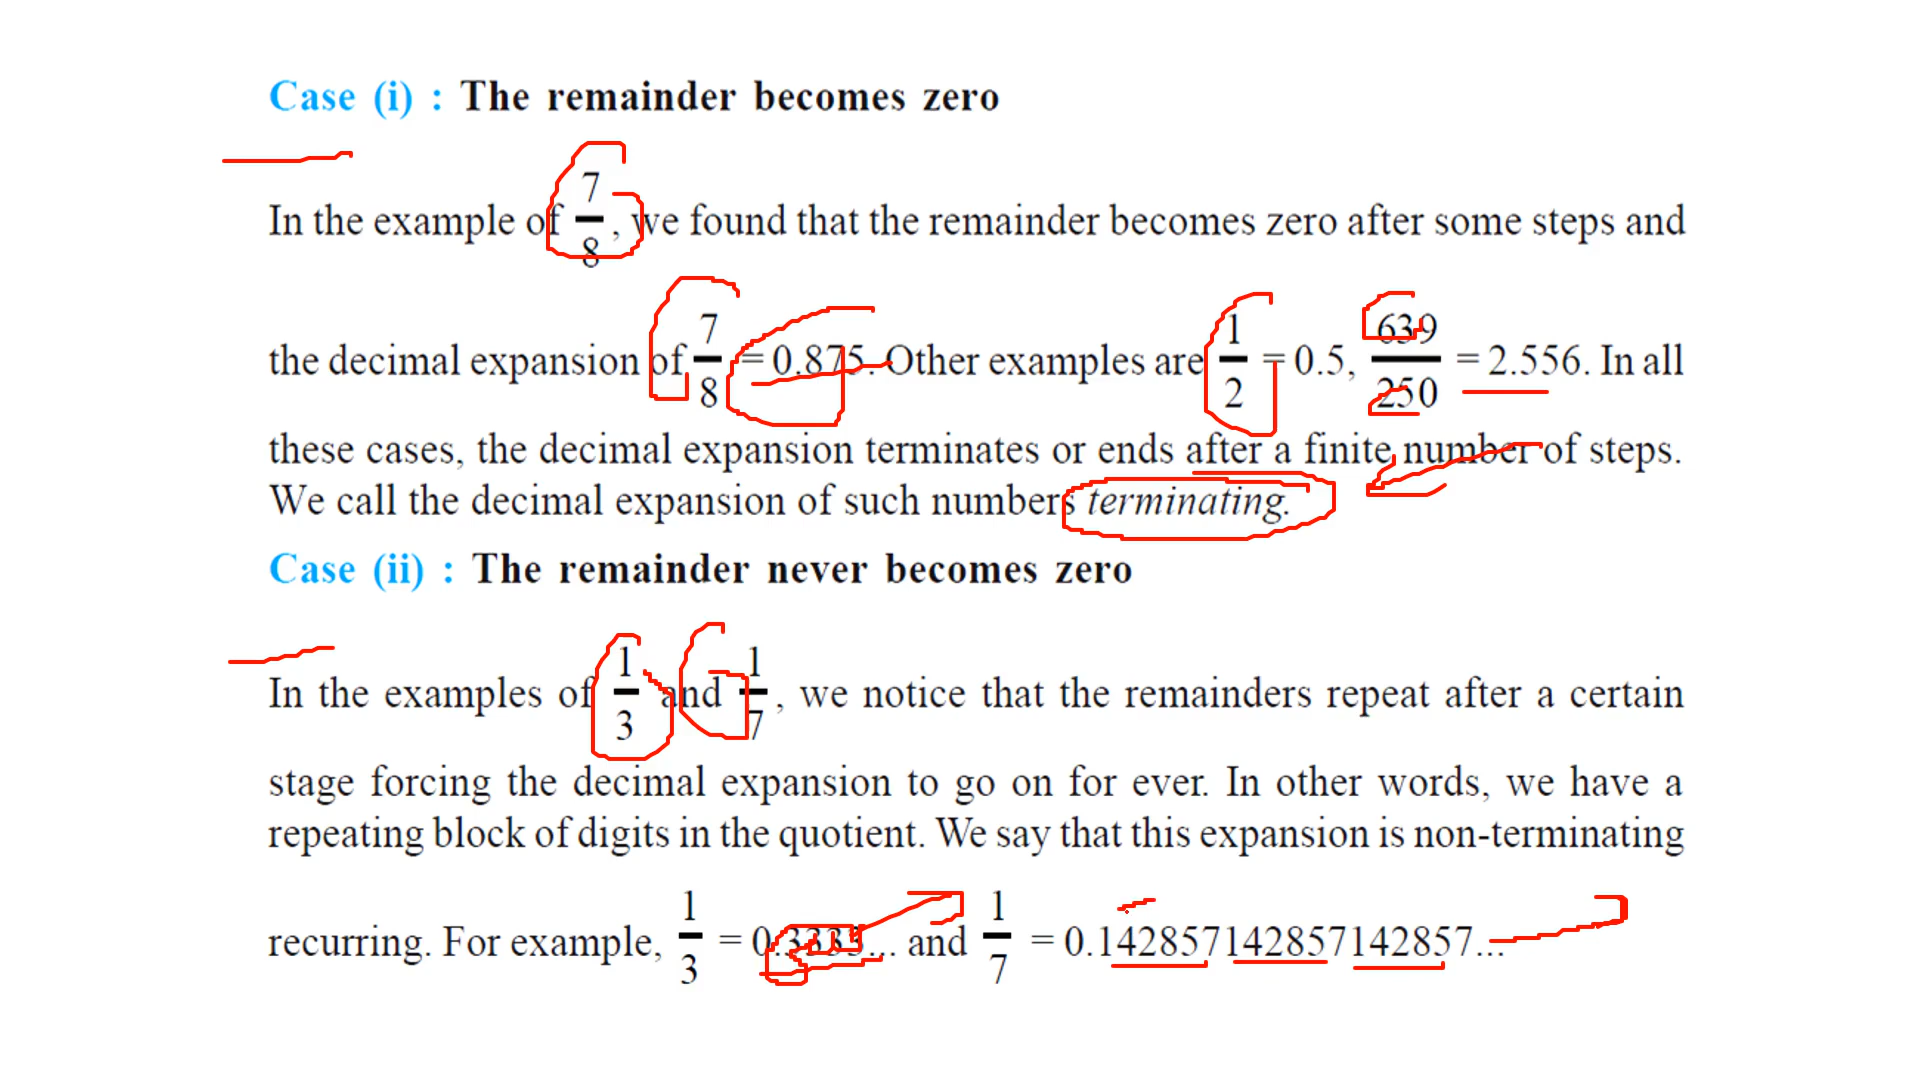 Case (i) : The remainder becomes zero
In the example of 7/8, we found that the remainder becomes zero after some steps and
the decimal expansion of 7/8 = 0.875. Other examples are 1/2 = 0.5, 639/250 = 2.556. In all
these cases, the decimal expansion terminates or ends after a finite number of steps.
We call the decimal expansion of such numbers terminating.
Case (ii) : The remainder never becomes zero
In the examples of 1/3 and 1/7, we notice that the remainders repeat after a certain
stage forcing the decimal expansion to go on for ever. In other words, we have a
repeating block of digits in the quotient. We say that this expansion is non-terminating
recurring. For example, 1/3 = 0.3333... and 1/7 = 0.142857142857142857...